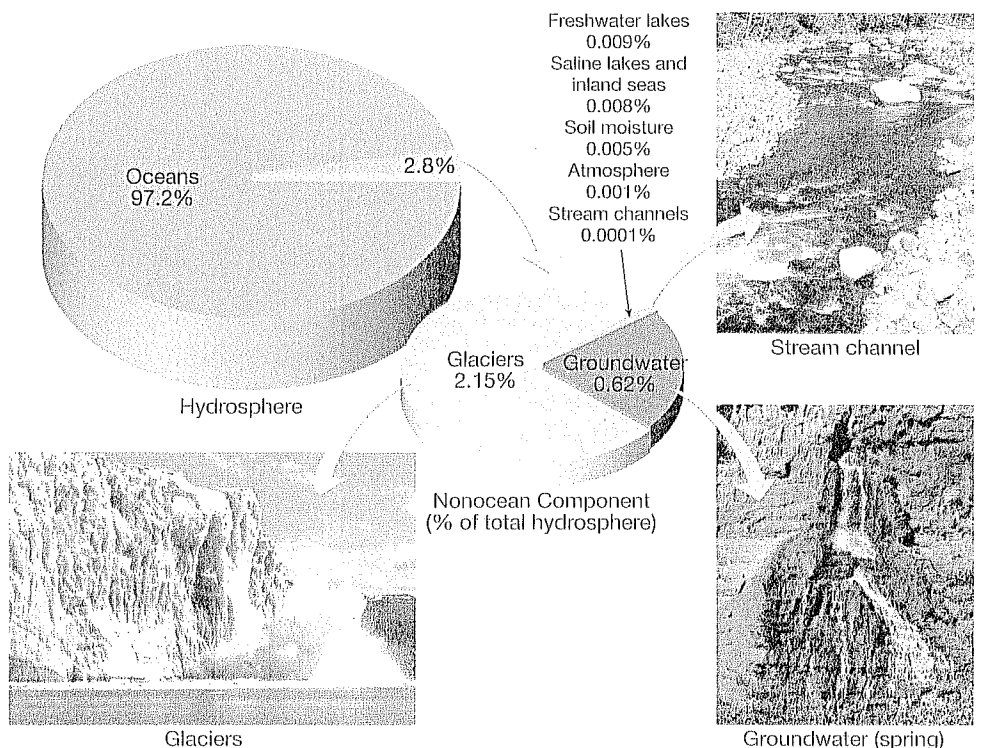 Freshwater lakes
0.009%
Saline lakes and
inland seas
0.008%
Soil moisture
0.005%
Atmosphere
0.001%
Stream channels
0.0001%
Oceans
97.2%
2.8%
Hydrosphere
Glaciers
2.15%
Groundwater
0.62%
Nonocean Component
(% of total hydrosphere)
Stream channel
Glaciers
Groundwater (spring)